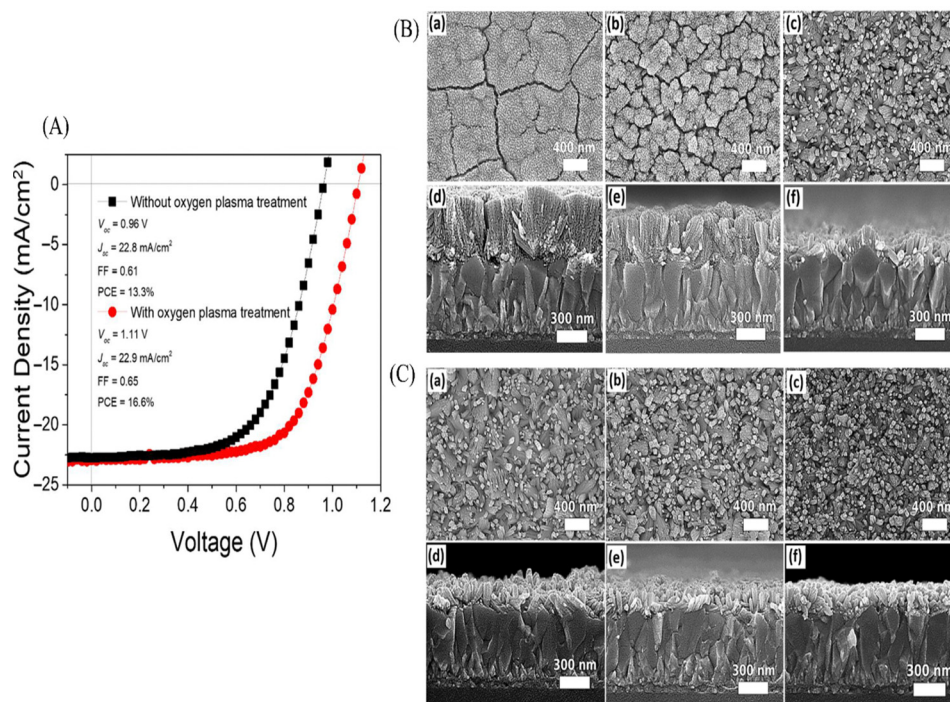 (A)
Current Density (mA/cm²)
0
−5
−10
−15
−20
−25
0.0 0.2 0.4 0.6 0.8 1.0 1.2
Voltage (V)
Without oxygen plasma treatment
Voc = 0.96 V
Jsc = 22.8 mA/cm²
FF = 0.61
PCE = 13.3%
With oxygen plasma treatment
Voc = 1.11 V
Jsc = 22.9 mA/cm²
FF = 0.65
PCE = 16.6%
(B)
(a) (b) (c)
400 nm 400 nm 400 nm
(d) (e) (f)
300 nm 300 nm 300 nm
(C)
(a) (b) (c)
400 nm 400 nm 400 nm
(d) (e) (f)
300 nm 300 nm 300 nm